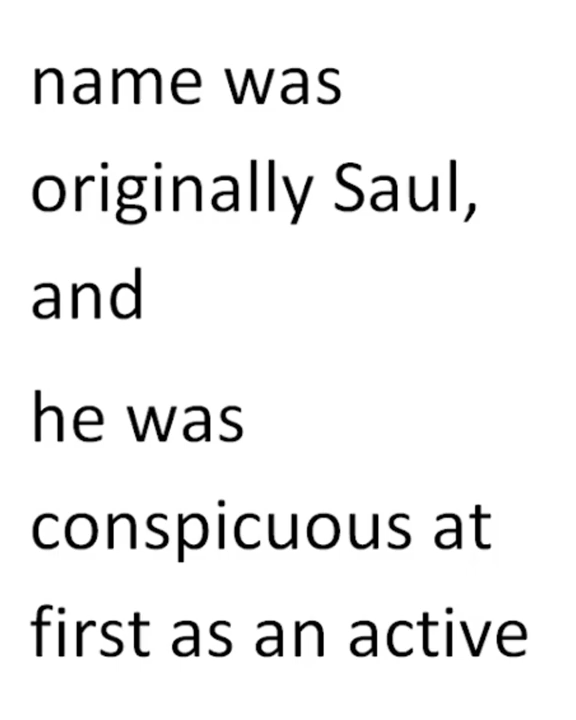 name was
originally Saul,
and
he was
conspicuous at
first as an active